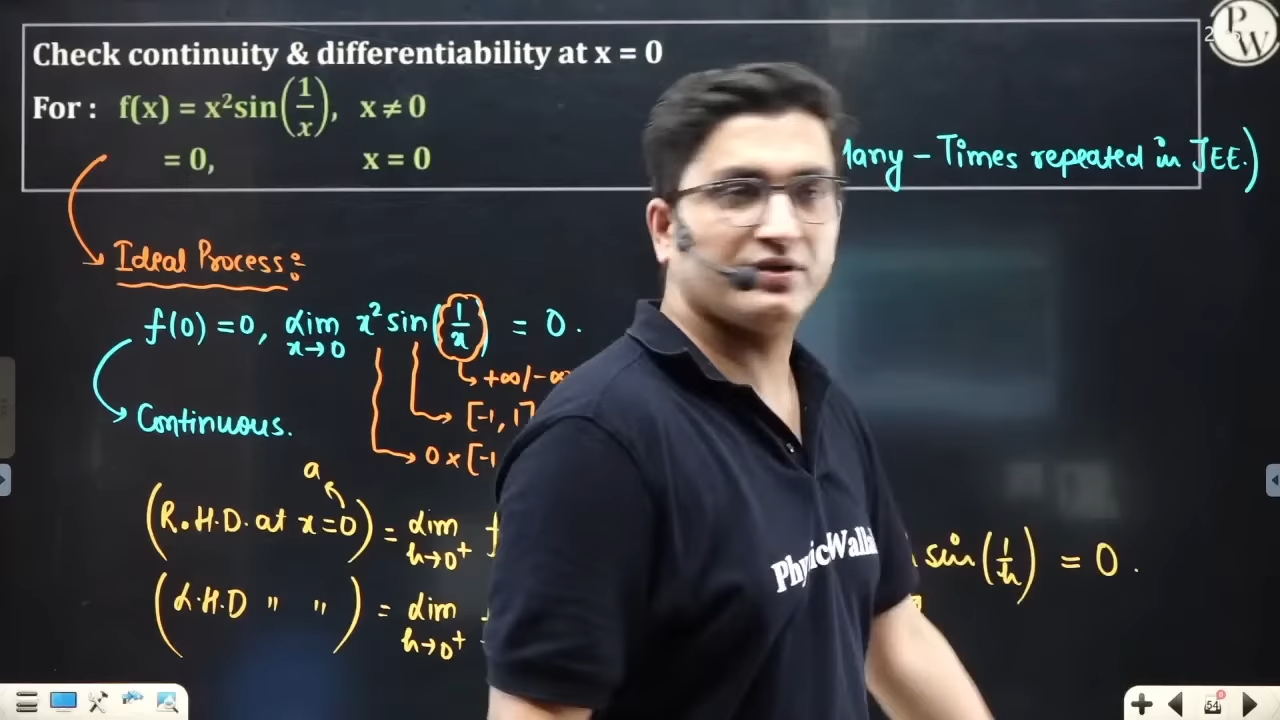 Check continuity & differentiability at x = 0
For : f(x) = x²sin(1/x), x ≠ 0
= 0, x = 0
Times repeated in JEE.)
Ideal Process:
f(0) = 0, lim x→0 x² sin(1/x) = 0.
+∞/-∞
[-1, 1]
Continuous.
0 × [-1
a
(R.H.D. at x=0) = lim h→0⁺
sin(1/h) = 0.
(L.H.D " " ) = lim h→0⁺
PW
54